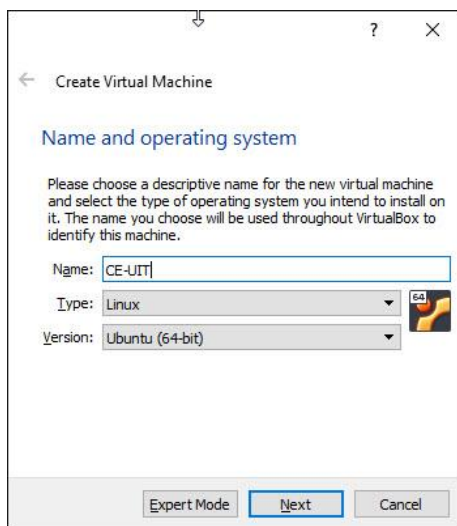 ?
Create Virtual Machine
Name and operating system
Please choose a descriptive name for the new virtual machine
and select the type of operating system you intend to install on
it. The name you choose will be used throughout VirtualBox to
identify this machine.
Name: CE-UIT
Type: Linux
64
Version: Ubuntu (64-bit)
Expert Mode Next Cancel